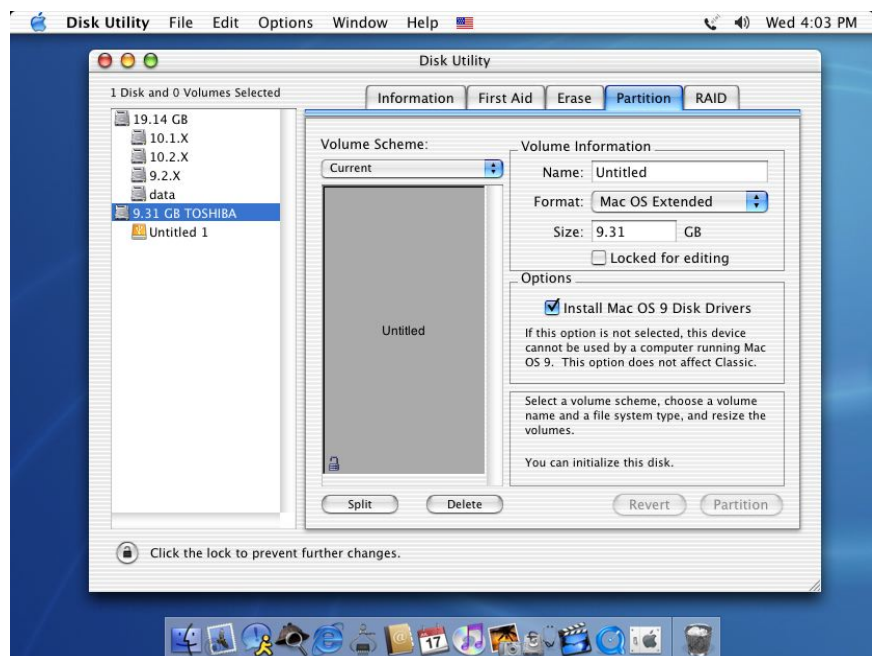 Disk Utility File Edit Options Window Help Wed 4:03 PM
Disk Utility
1 Disk and 0 Volumes Selected
19.14 GB
10.1.X
10.2.X
9.2.X
data
9.31 GB TOSHIBA
Untitled 1
Information First Aid Erase Partition RAID
Volume Scheme:
Current
Untitled
Split Delete
Volume Information
Name: Untitled
Format: Mac OS Extended
Size: 9.31 GB
Locked for editing
Options
Install Mac OS 9 Disk Drivers
If this option is not selected, this device
cannot be used by a computer running Mac
OS 9. This option does not affect Classic.
Select a volume scheme, choose a volume
name and a file system type, and resize the
volumes.
You can initialize this disk.
Revert Partition
Click the lock to prevent further changes.
17